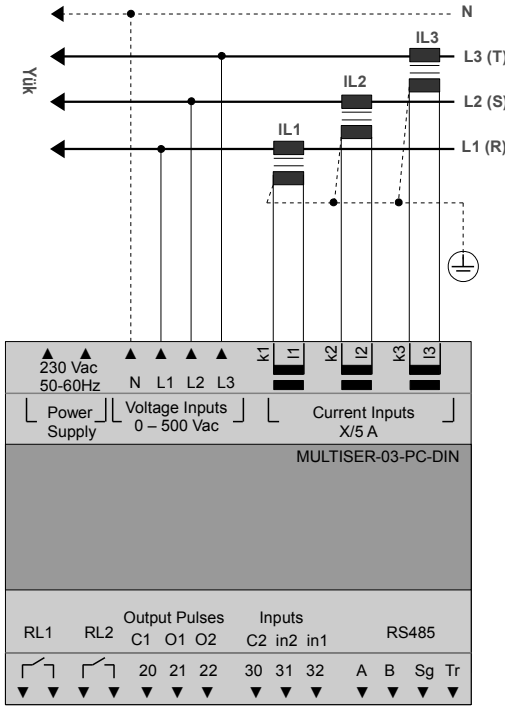 N
IL3
L3 (T)
Yük
IL2
L2 (S)
IL1
L1 (R)
k1 l1 k2 l2 k3 l3
230 Vac
50-60Hz
N L1 L2 L3
Power
Supply
Voltage Inputs
0 – 500 Vac
Current Inputs
X/5 A
MULTISER-03-PC-DIN
Output Pulses Inputs
RL1 RL2 C1 O1 O2 C2 in2 in1 RS485
20 21 22 30 31 32 A B Sg Tr